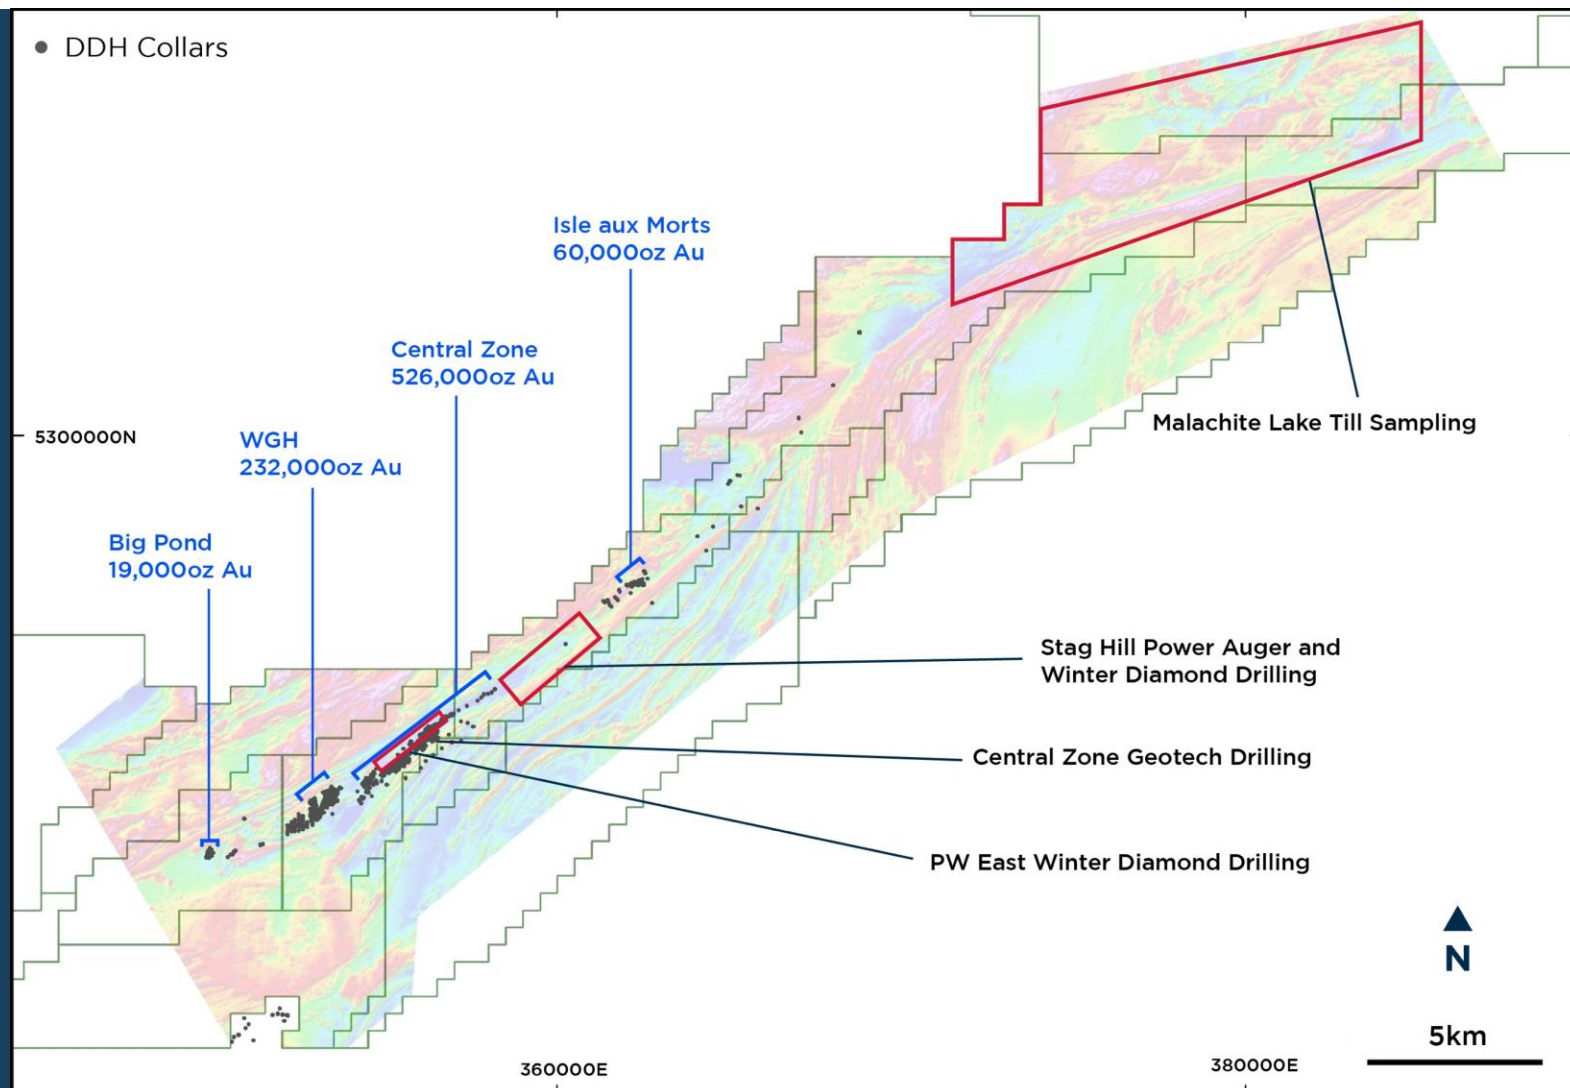 DDH Collars
Isle aux Morts
60,000oz Au
Central Zone
526,000oz Au
Malachite Lake Till Sampling
5300000N
WGH
232,000oz Au
Big Pond
19,000oz Au
Stag Hill Power Auger and
Winter Diamond Drilling
Central Zone Geotech Drilling
PW East Winter Diamond Drilling
N
5km
360000E
380000E